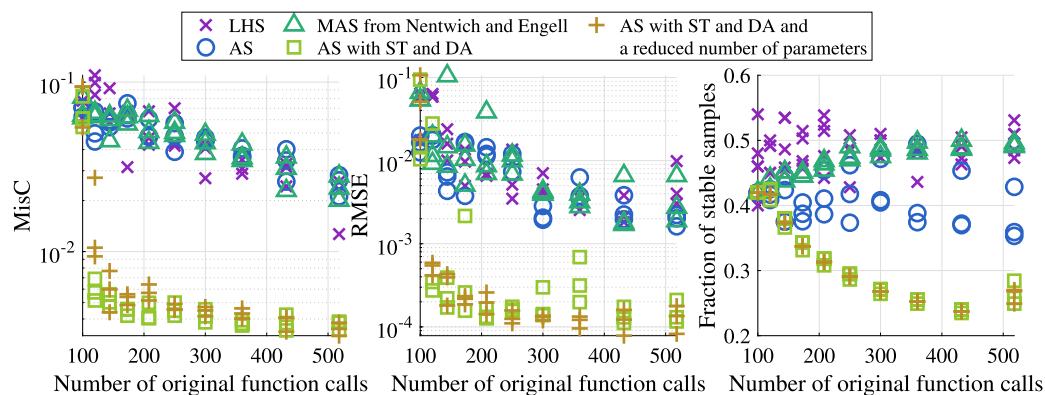 LHS
AS
MAS from Nentwich and Engell
AS with ST and DA
AS with ST and DA and
a reduced number of parameters
MisC
10⁻¹
10⁻²
100 200 300 400 500
Number of original function calls
RMSE
10⁻¹
10⁻²
10⁻³
10⁻⁴
100 200 300 400 500
Number of original function calls
Fraction of stable samples
0.6
0.5
0.4
0.3
0.2
100 200 300 400 500
Number of original function calls